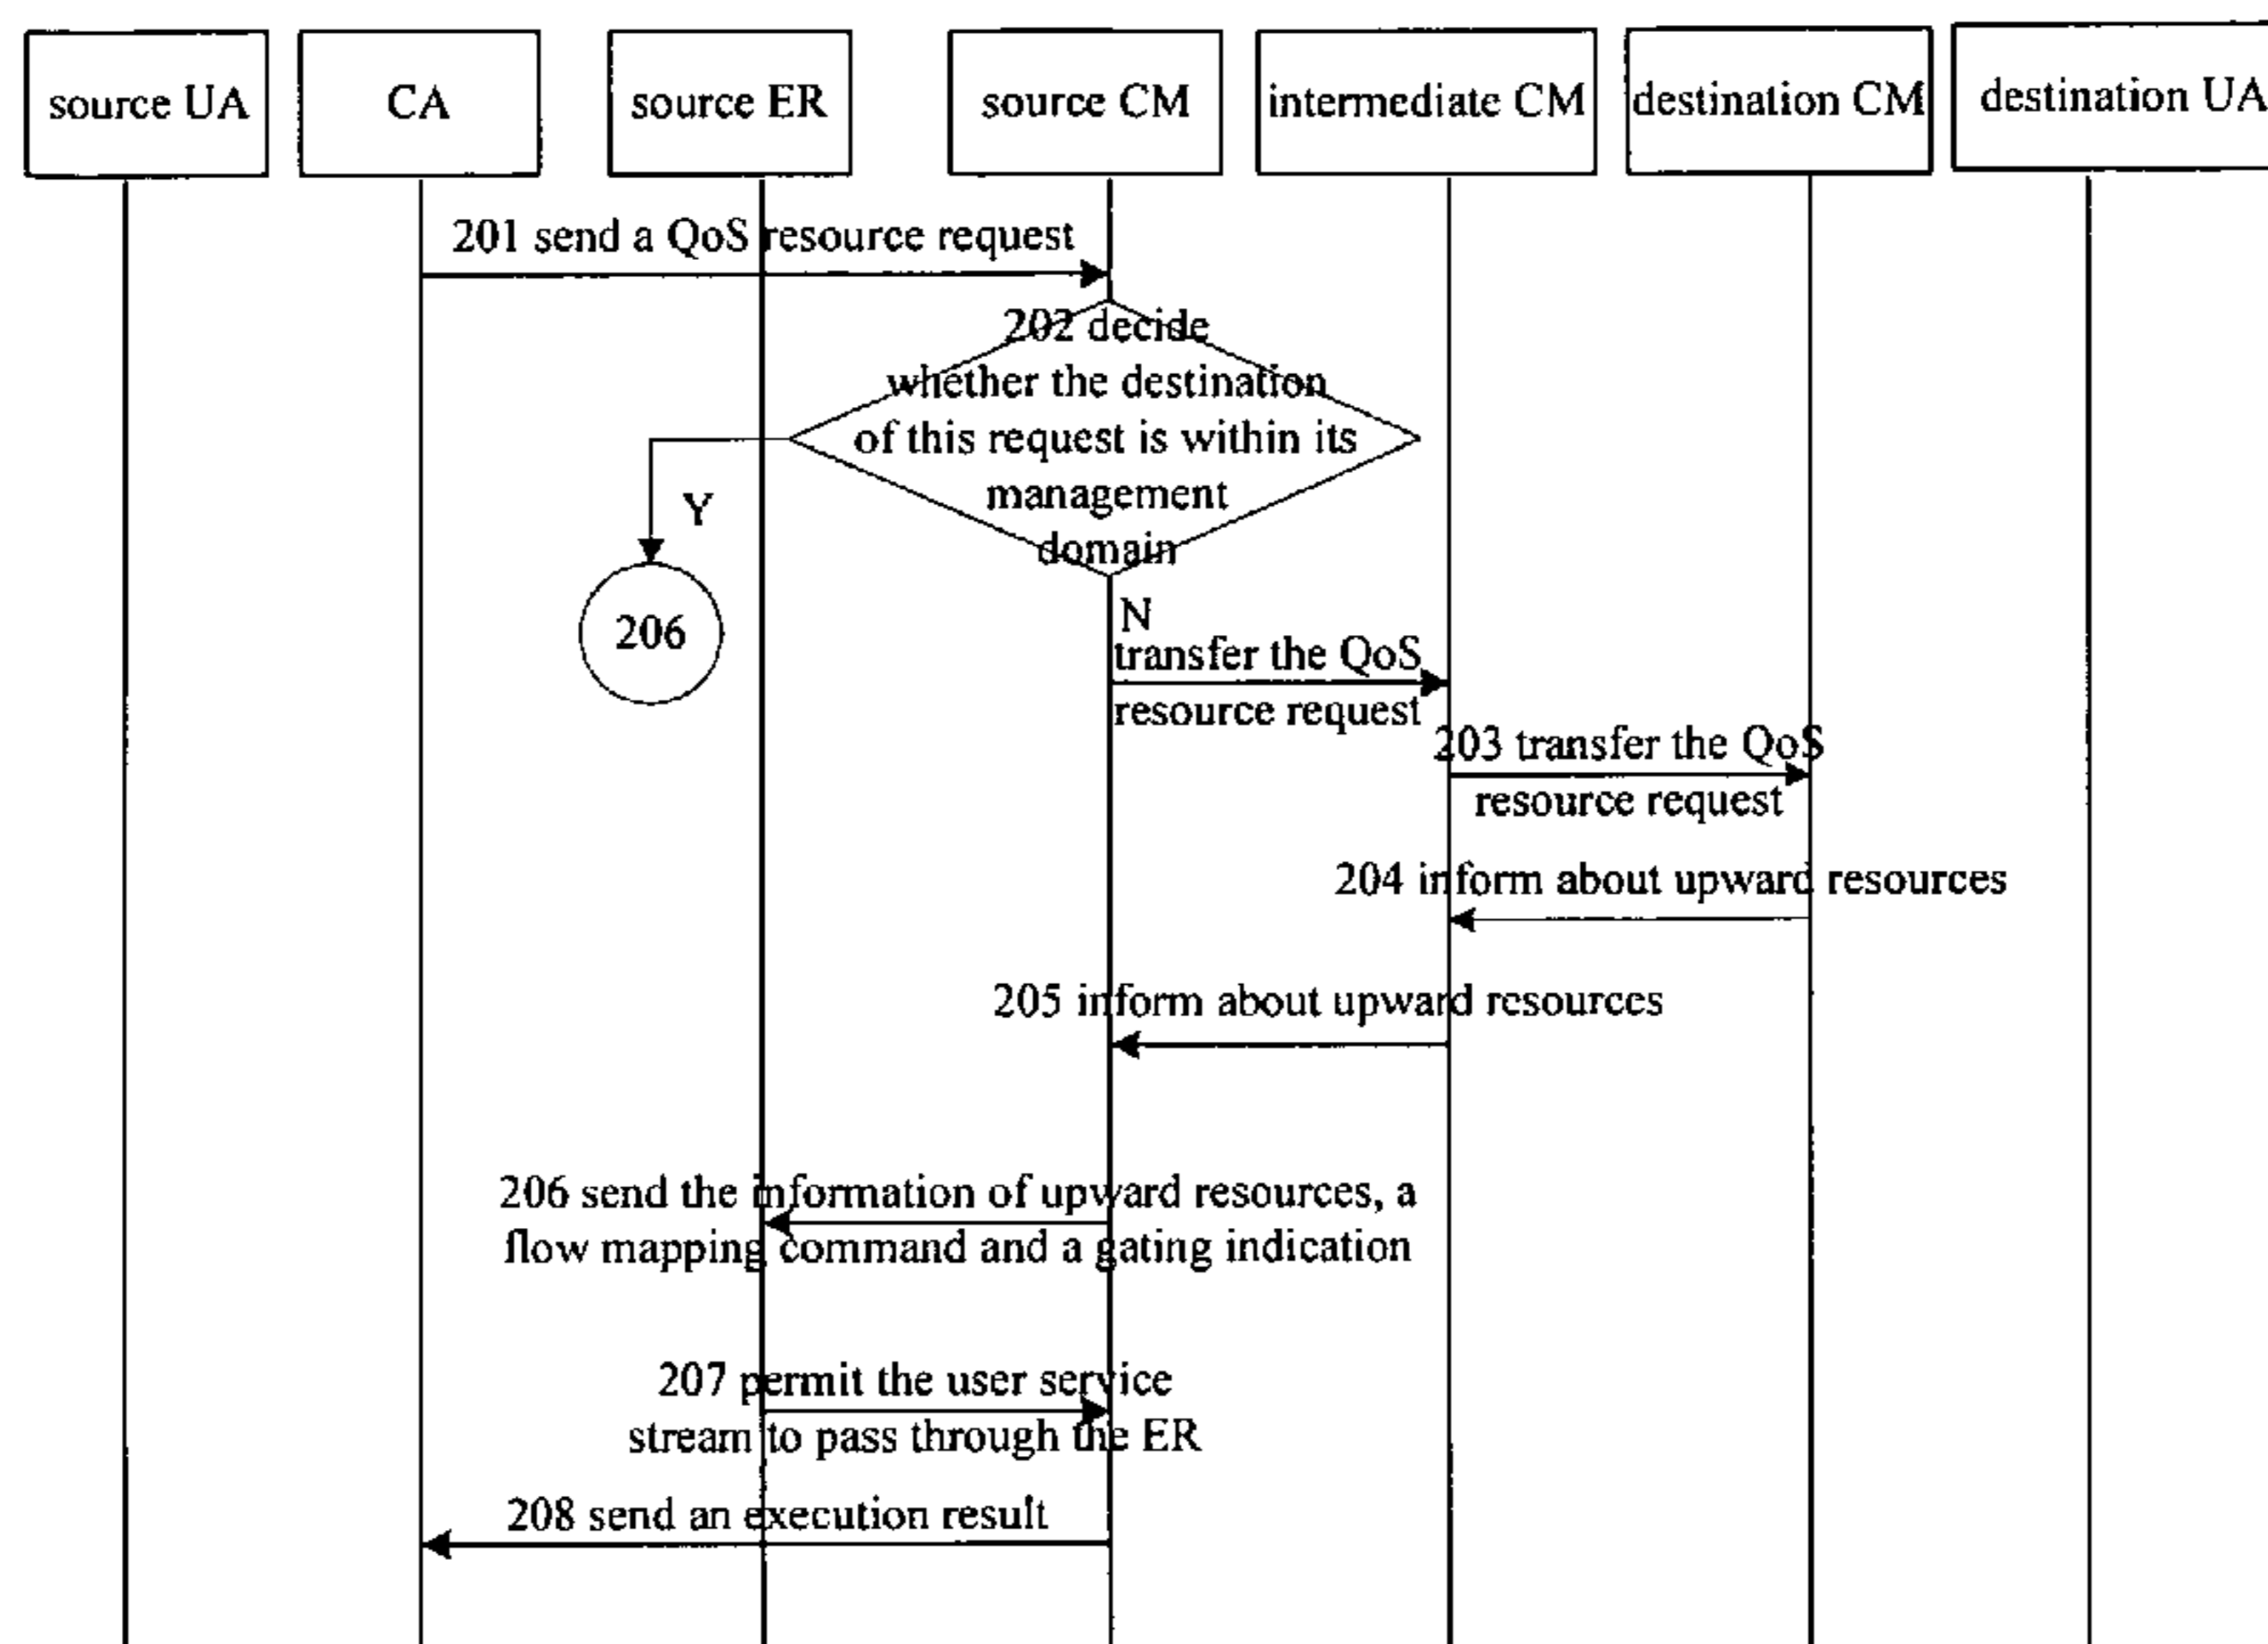 source UA
CA
source ER
source CM
intermediate CM
destination CM
destination UA
201 send a QoS resource request
202 decide
whether the destination
of this request is within its
management
domain
Y
206
N
transfer the QoS
resource request
203 transfer the QoS
resource request
204 inform about upward resources
205 inform about upward resources
206 send the information of upward resources, a
flow mapping command and a gating indication
207 permit the user service
stream to pass through the ER
208 send an execution result